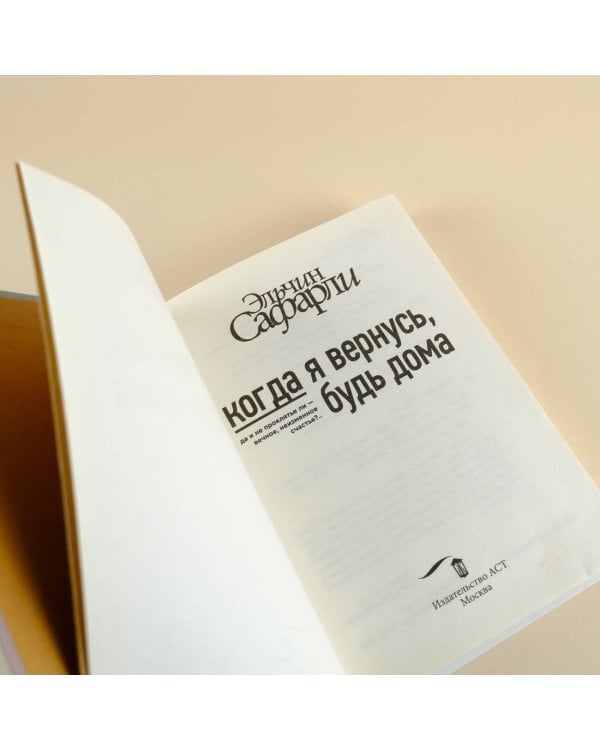 Эльчин
Сафарли
когда я вернусь,
да и не проклятье ли —
вечное, неизменное
счастье?..
будь дома
Издательство АСТ
Москва